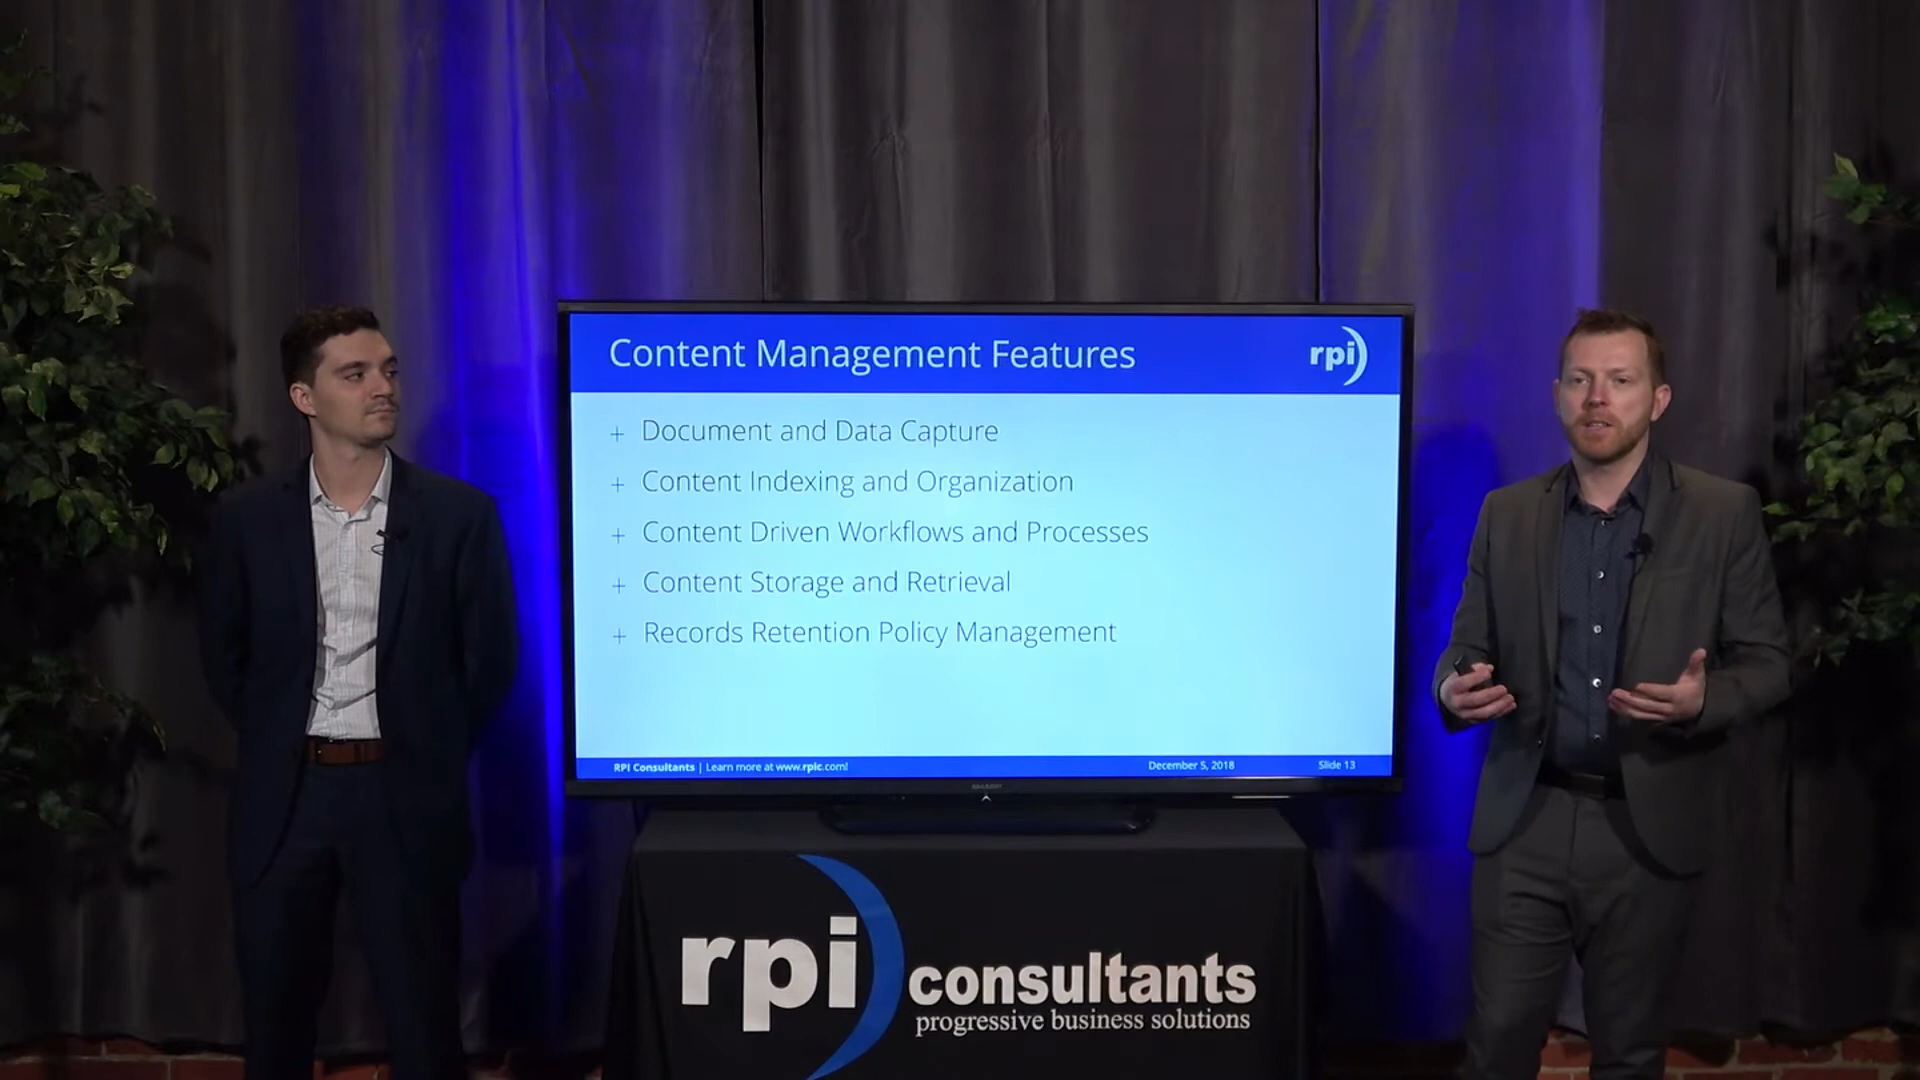 Content Management Features
rpi
+ Document and Data Capture
+ Content Indexing and Organization
+ Content Driven Workflows and Processes
+ Content Storage and Retrieval
+ Records Retention Policy Management
RPI Consultants | Learn more at www.rpic.com!
December 5, 2018
Slide 13
SHARP
rpi consultants
progressive business solutions